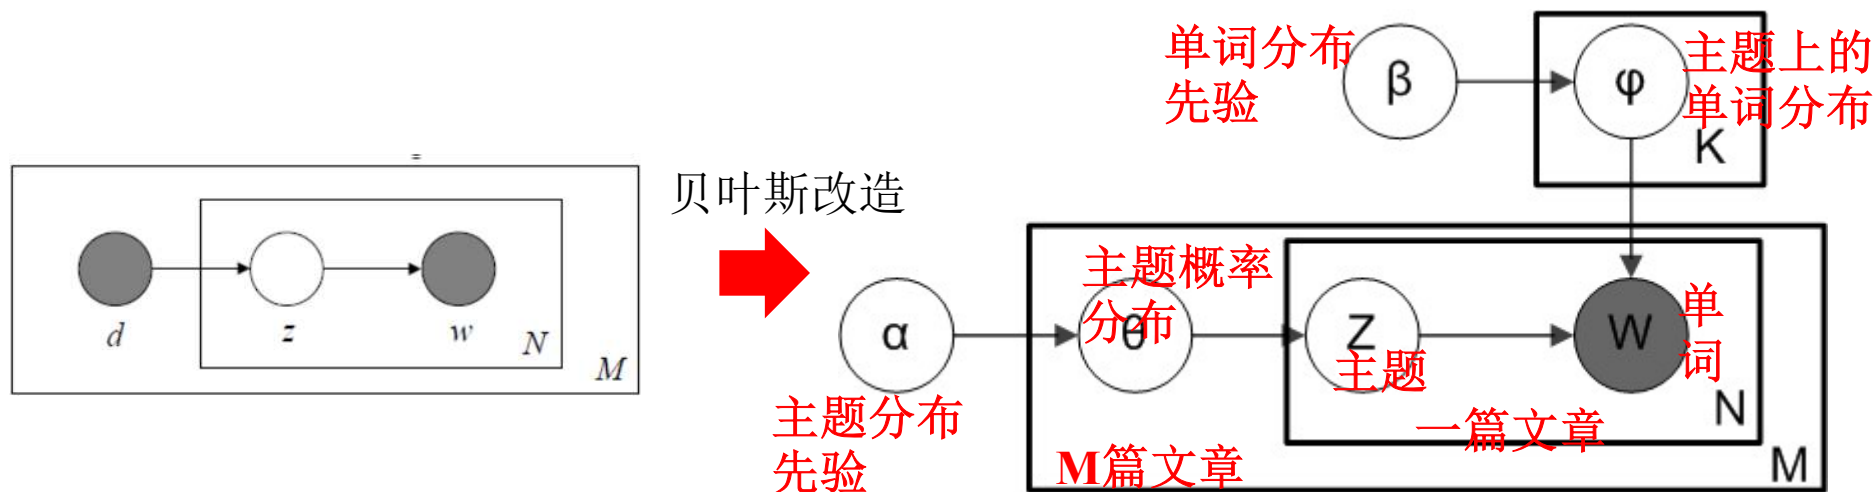 =
d
z
w
N
M
贝叶斯改造
单词分布
先验
β
φ
主题上的
单词分布
K
主题概率
分布
α
θ
Z
W
主题
单
词
N
主题分布
先验
一篇文章
M篇文章
M